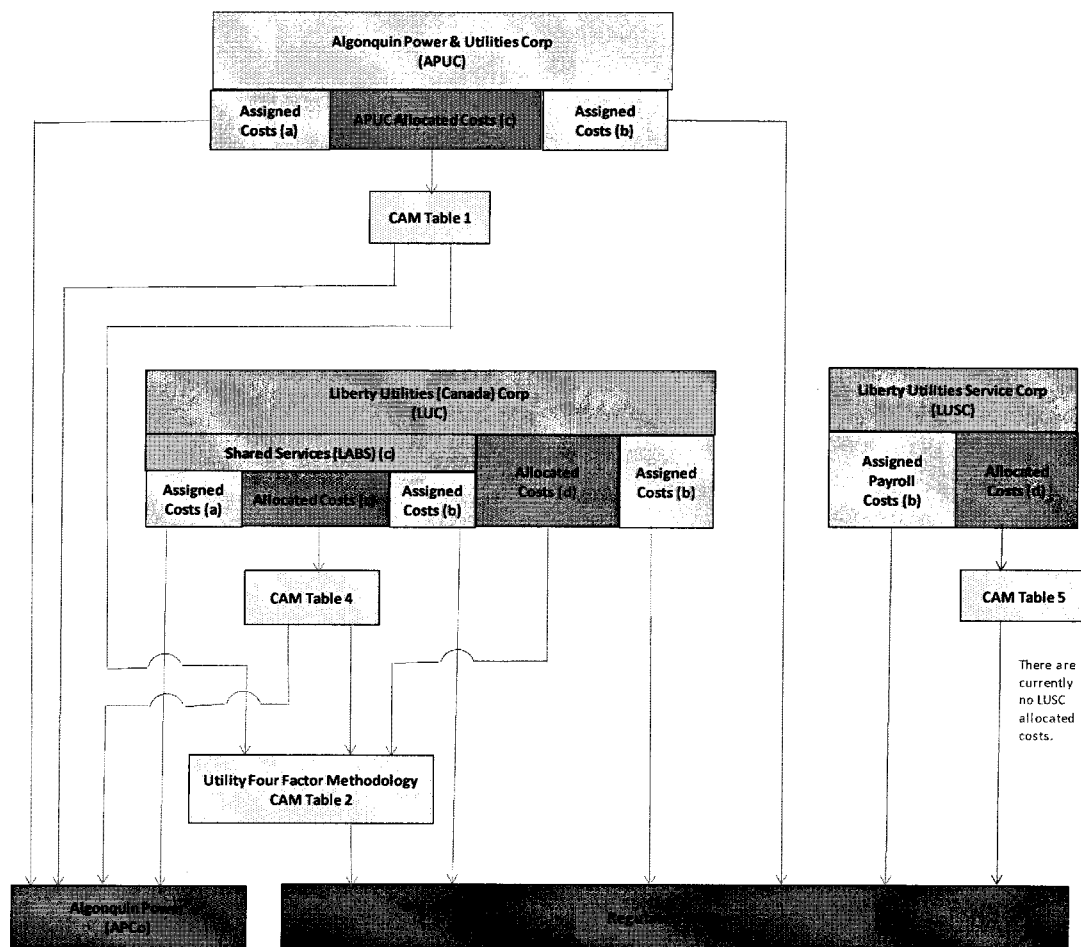 Algonquin Power & Utilities Corp
(APUC)
Assigned
Costs (a)
APUC Allocated Costs (c)
Assigned
Costs (b)
CAM Table 1
Liberty Utilities (Canada) Corp
(LUC)
Shared Services (LABS) (c)
Assigned
Costs (a)
Allocated Costs
Assigned
Costs (b)
Allocated
Costs (d)
Assigned
Costs (b)
Liberty Utilities Service Corp
(LUSC)
Assigned
Payroll
Costs (b)
Allocated
Costs (d)
CAM Table 4
CAM Table 5
There are
currently
no LUSC
allocated
costs.
Utility Four Factor Methodology
CAM Table 2
Algonquin Power
(APCo)